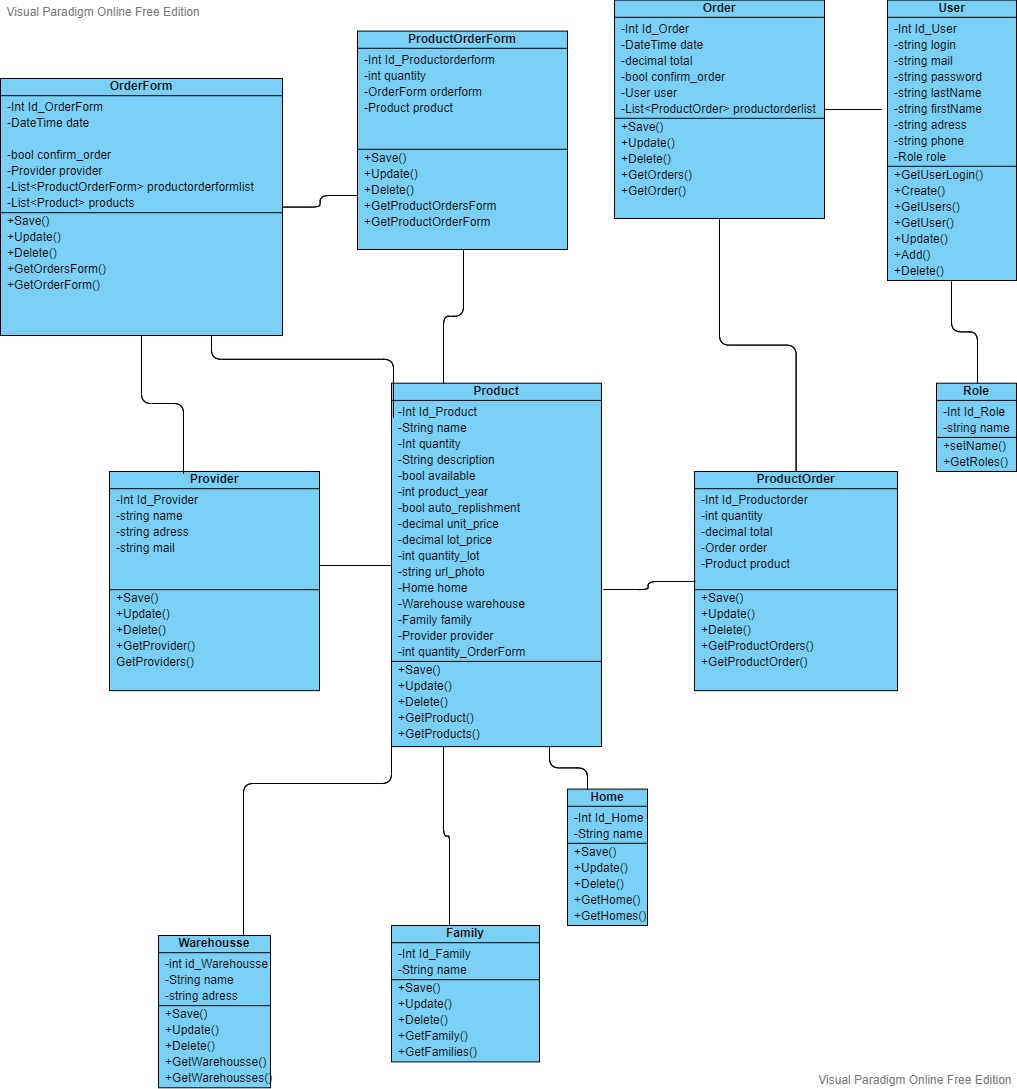 Visual Paradigm Online Free Edition
OrderForm
-Int Id_OrderForm
-DateTime date
-bool confirm_order
-Provider provider
-List<ProductOrderForm> productorderformlist
-List<Product> products
+Save()
+Update()
+Delete()
+GetOrdersForm()
+GetOrderForm()
ProductOrderForm
-Int Id_Productorderform
-int quantity
-OrderForm orderform
-Product product
+Save()
+Update()
+Delete()
+GetProductOrdersForm
+GetProductOrderForm
Order
-Int Id_Order
-DateTime date
-decimal total
-bool confirm_order
-User user
-List<ProductOrder> productorderlist
+Save()
+Update()
+Delete()
+GetOrders()
+GetOrder()
User
-Int Id_User
-string login
-string mail
-string password
-string lastName
-string firstName
-string adress
-string phone
-Role role
+GetUserLogin()
+Create()
+GetUsers()
+GetUser()
+Update()
+Add()
+Delete()
Role
-Int Id_Role
-string name
+setName()
+GetRoles()
Provider
-Int Id_Provider
-string name
-string adress
-string mail
+Save()
+Update()
+Delete()
+GetProvider()
GetProviders()
Product
-Int Id_Product
-String name
-Int quantity
-String description
-bool available
-int product_year
-bool auto_replishment
-decimal unit_price
-decimal lot_price
-int quantity_lot
-string url_photo
-Home home
-Warehouse warehouse
-Family family
-Provider provider
-int quantity_OrderForm
+Save()
+Update()
+Delete()
+GetProduct()
+GetProducts()
ProductOrder
-Int Id_Productorder
-int quantity
-decimal total
-Order order
-Product product
+Save()
+Update()
+Delete()
+GetProductOrders()
+GetProductOrder()
Home
-Int Id_Home
-String name
+Save()
+Update()
+Delete()
+GetHome()
+GetHomes()
Warehousse
-int id_Warehousse
-String name
-string adress
+Save()
+Update()
+Delete()
+GetWarehousse()
+GetWarehousses()
Family
-Int Id_Family
-String name
+Save()
+Update()
+Delete()
+GetFamily()
+GetFamilies()
Visual Paradigm Online Free Edition